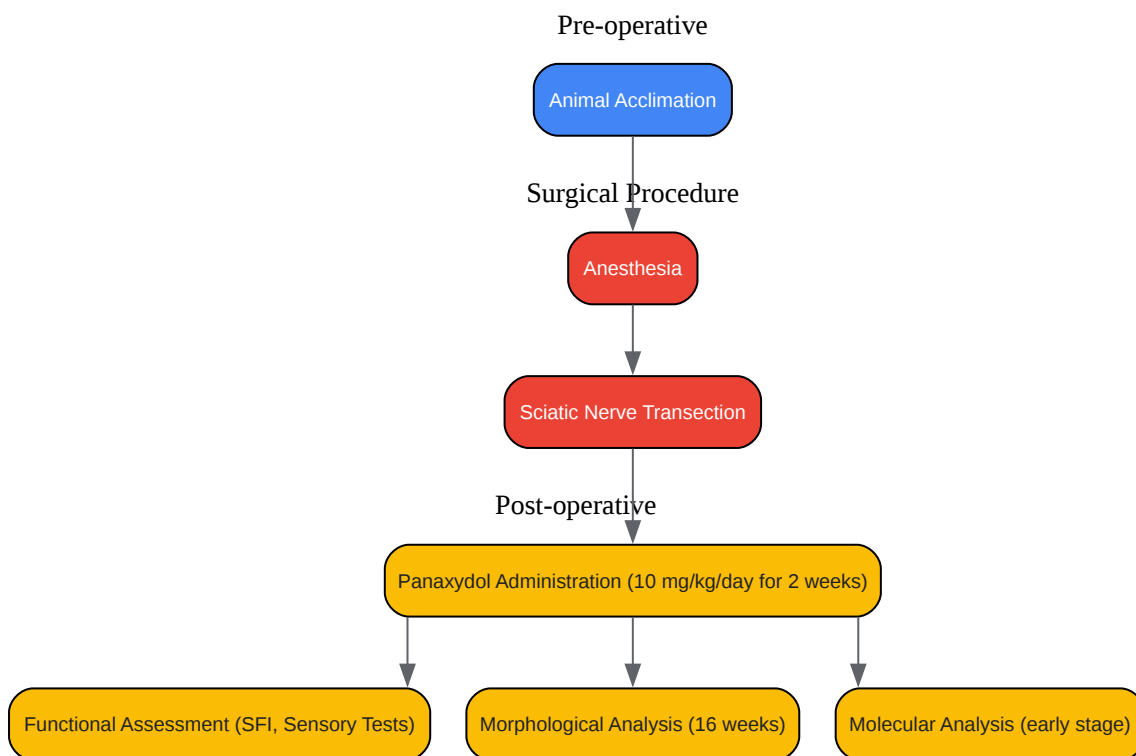 Pre-operative
Animal Acclimation
Surgical Procedure
Anesthesia
Sciatic Nerve Transection
Post-operative
Panaxydol Administration (10 mg/kg/day for 2 weeks)
Functional Assessment (SFI, Sensory Tests)
Morphological Analysis (16 weeks)
Molecular Analysis (early stage)